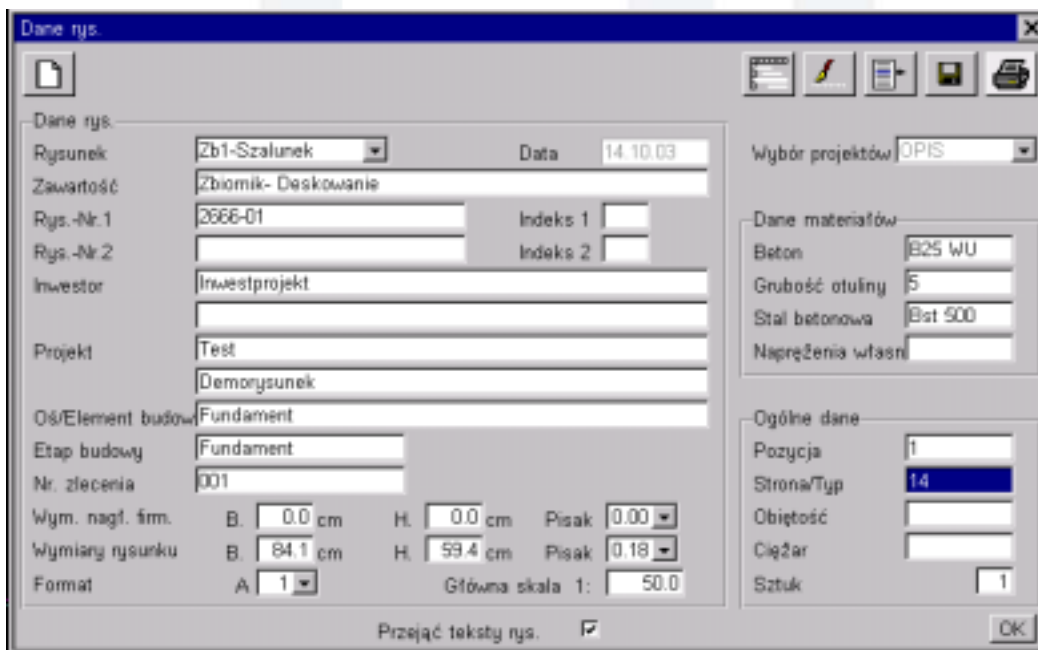 Dane rys.
Dane rys.
Rysunek Zb1-Szalunek Data 14.10.03
Zawartość Zbiornik- Deskowanie
Rys.-Nr.1 2666-01 Indeks 1
Rys.-Nr.2 Indeks 2
Inwestor Inwestprojekt
Projekt Test
Demorysunek
Oś/Element budow Fundament
Etap budowy Fundament
Nr. zlecenia 001
Wym. nagł. firm. B. 0.0 cm H. 0.0 cm Pisak 0.00
Wymiary rysunku B. 84.1 cm H. 59.4 cm Pisak 0.18
Format A 1 Główna skala 1: 50.0
Przejąć teksty rys.
Wybór projektów OPIS
Dane materiałów
Beton B25 WU
Grubość otuliny 5
Stal betonowa Bst 500
Naprężenia własn
Ogólne dane
Pozycja 1
Strona/Typ 14
Objętość
Ciężar
Sztuk 1
OK